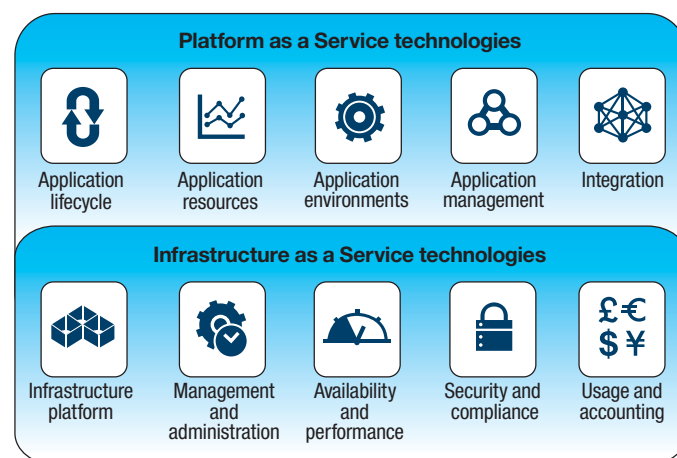 Platform as a Service technologies
Application
lifecycle
Application
resources
Application
environments
Application
management
Integration
Infrastructure as a Service technologies
Infrastructure
platform
Management
and
administration
Availability
and
performance
Security and
compliance
£€
$¥
Usage and
accounting